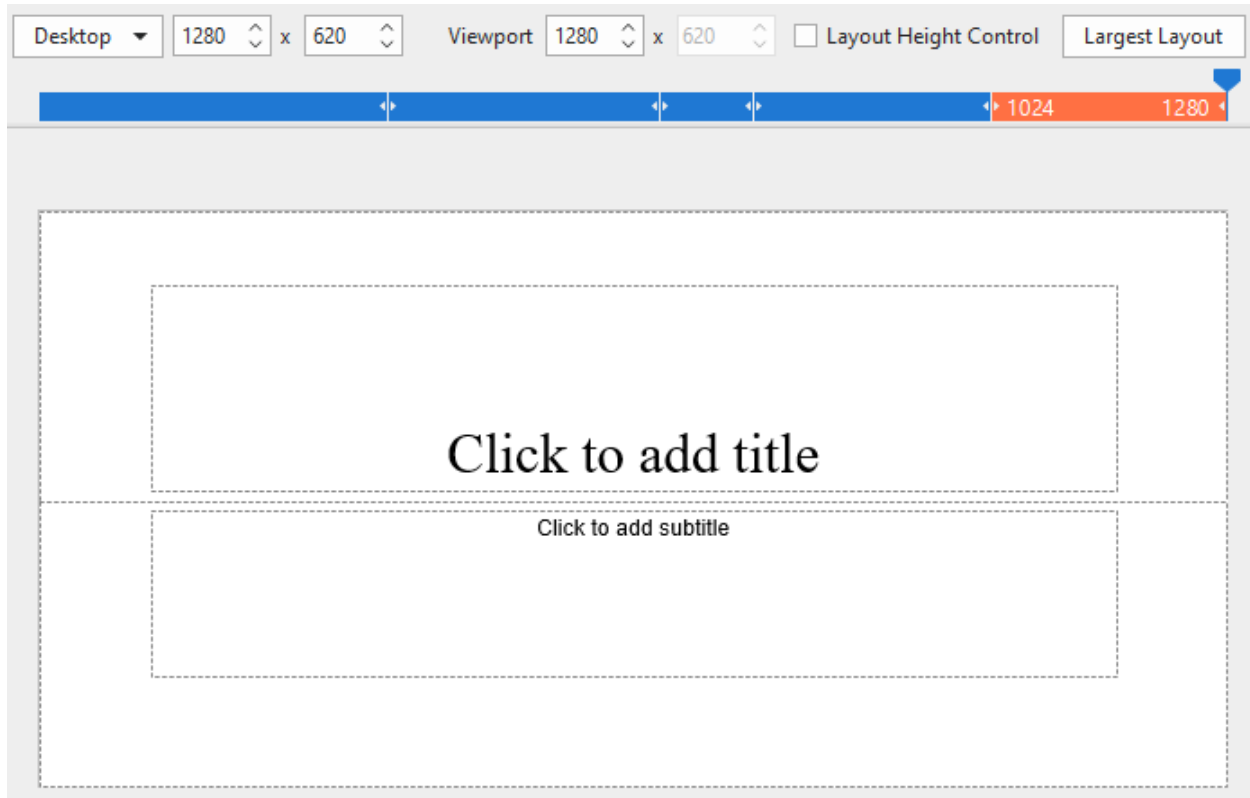 Desktop 1280 x 620 Viewport 1280 x 620 Layout Height Control Largest Layout
1024 1280
Click to add title
Click to add subtitle